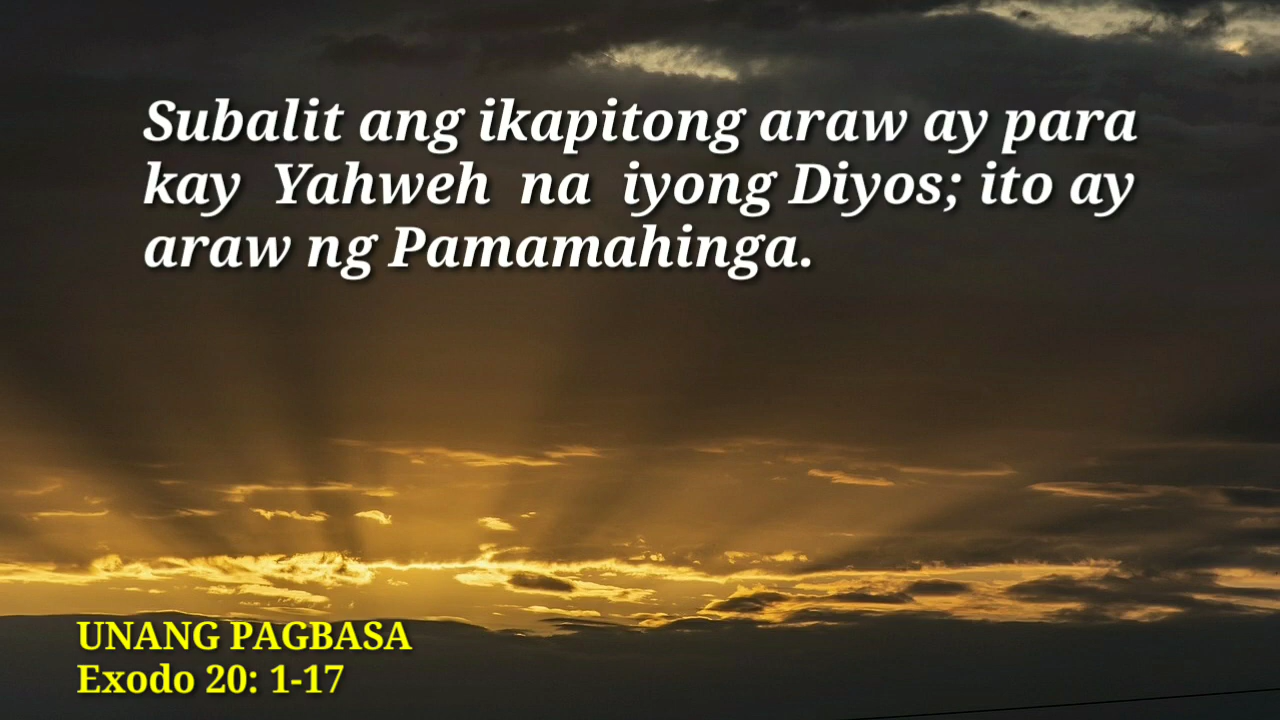 Subalit ang ikapitong araw ay para
kay Yahweh na iyong Diyos; ito ay
araw ng Pamamahinga.
UNANG PAGBASA
Exodo 20: 1-17